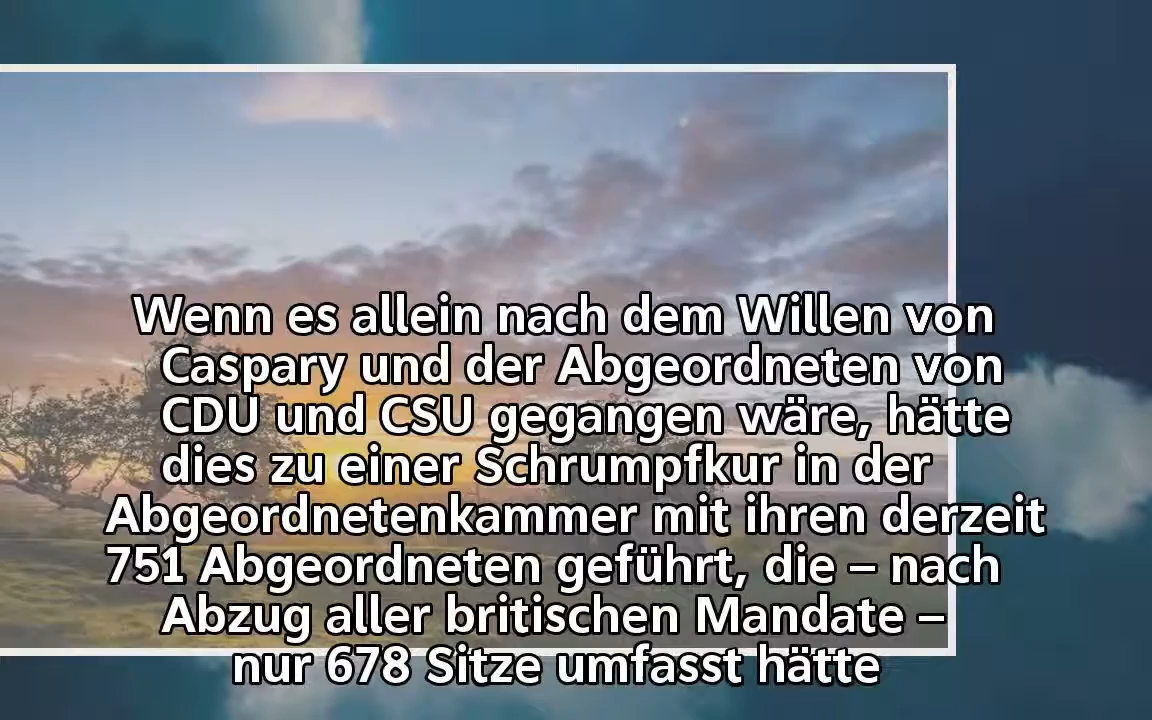 Wenn es allein nach dem Willen von
Caspary und der Abgeordneten von
CDU und CSU gegangen wäre, hätte
dies zu einer Schrumpfkur in der
Abgeordnetenkammer mit ihren derzeit
751 Abgeordneten geführt, die – nach
Abzug aller britischen Mandate –
nur 678 Sitze umfasst hätte